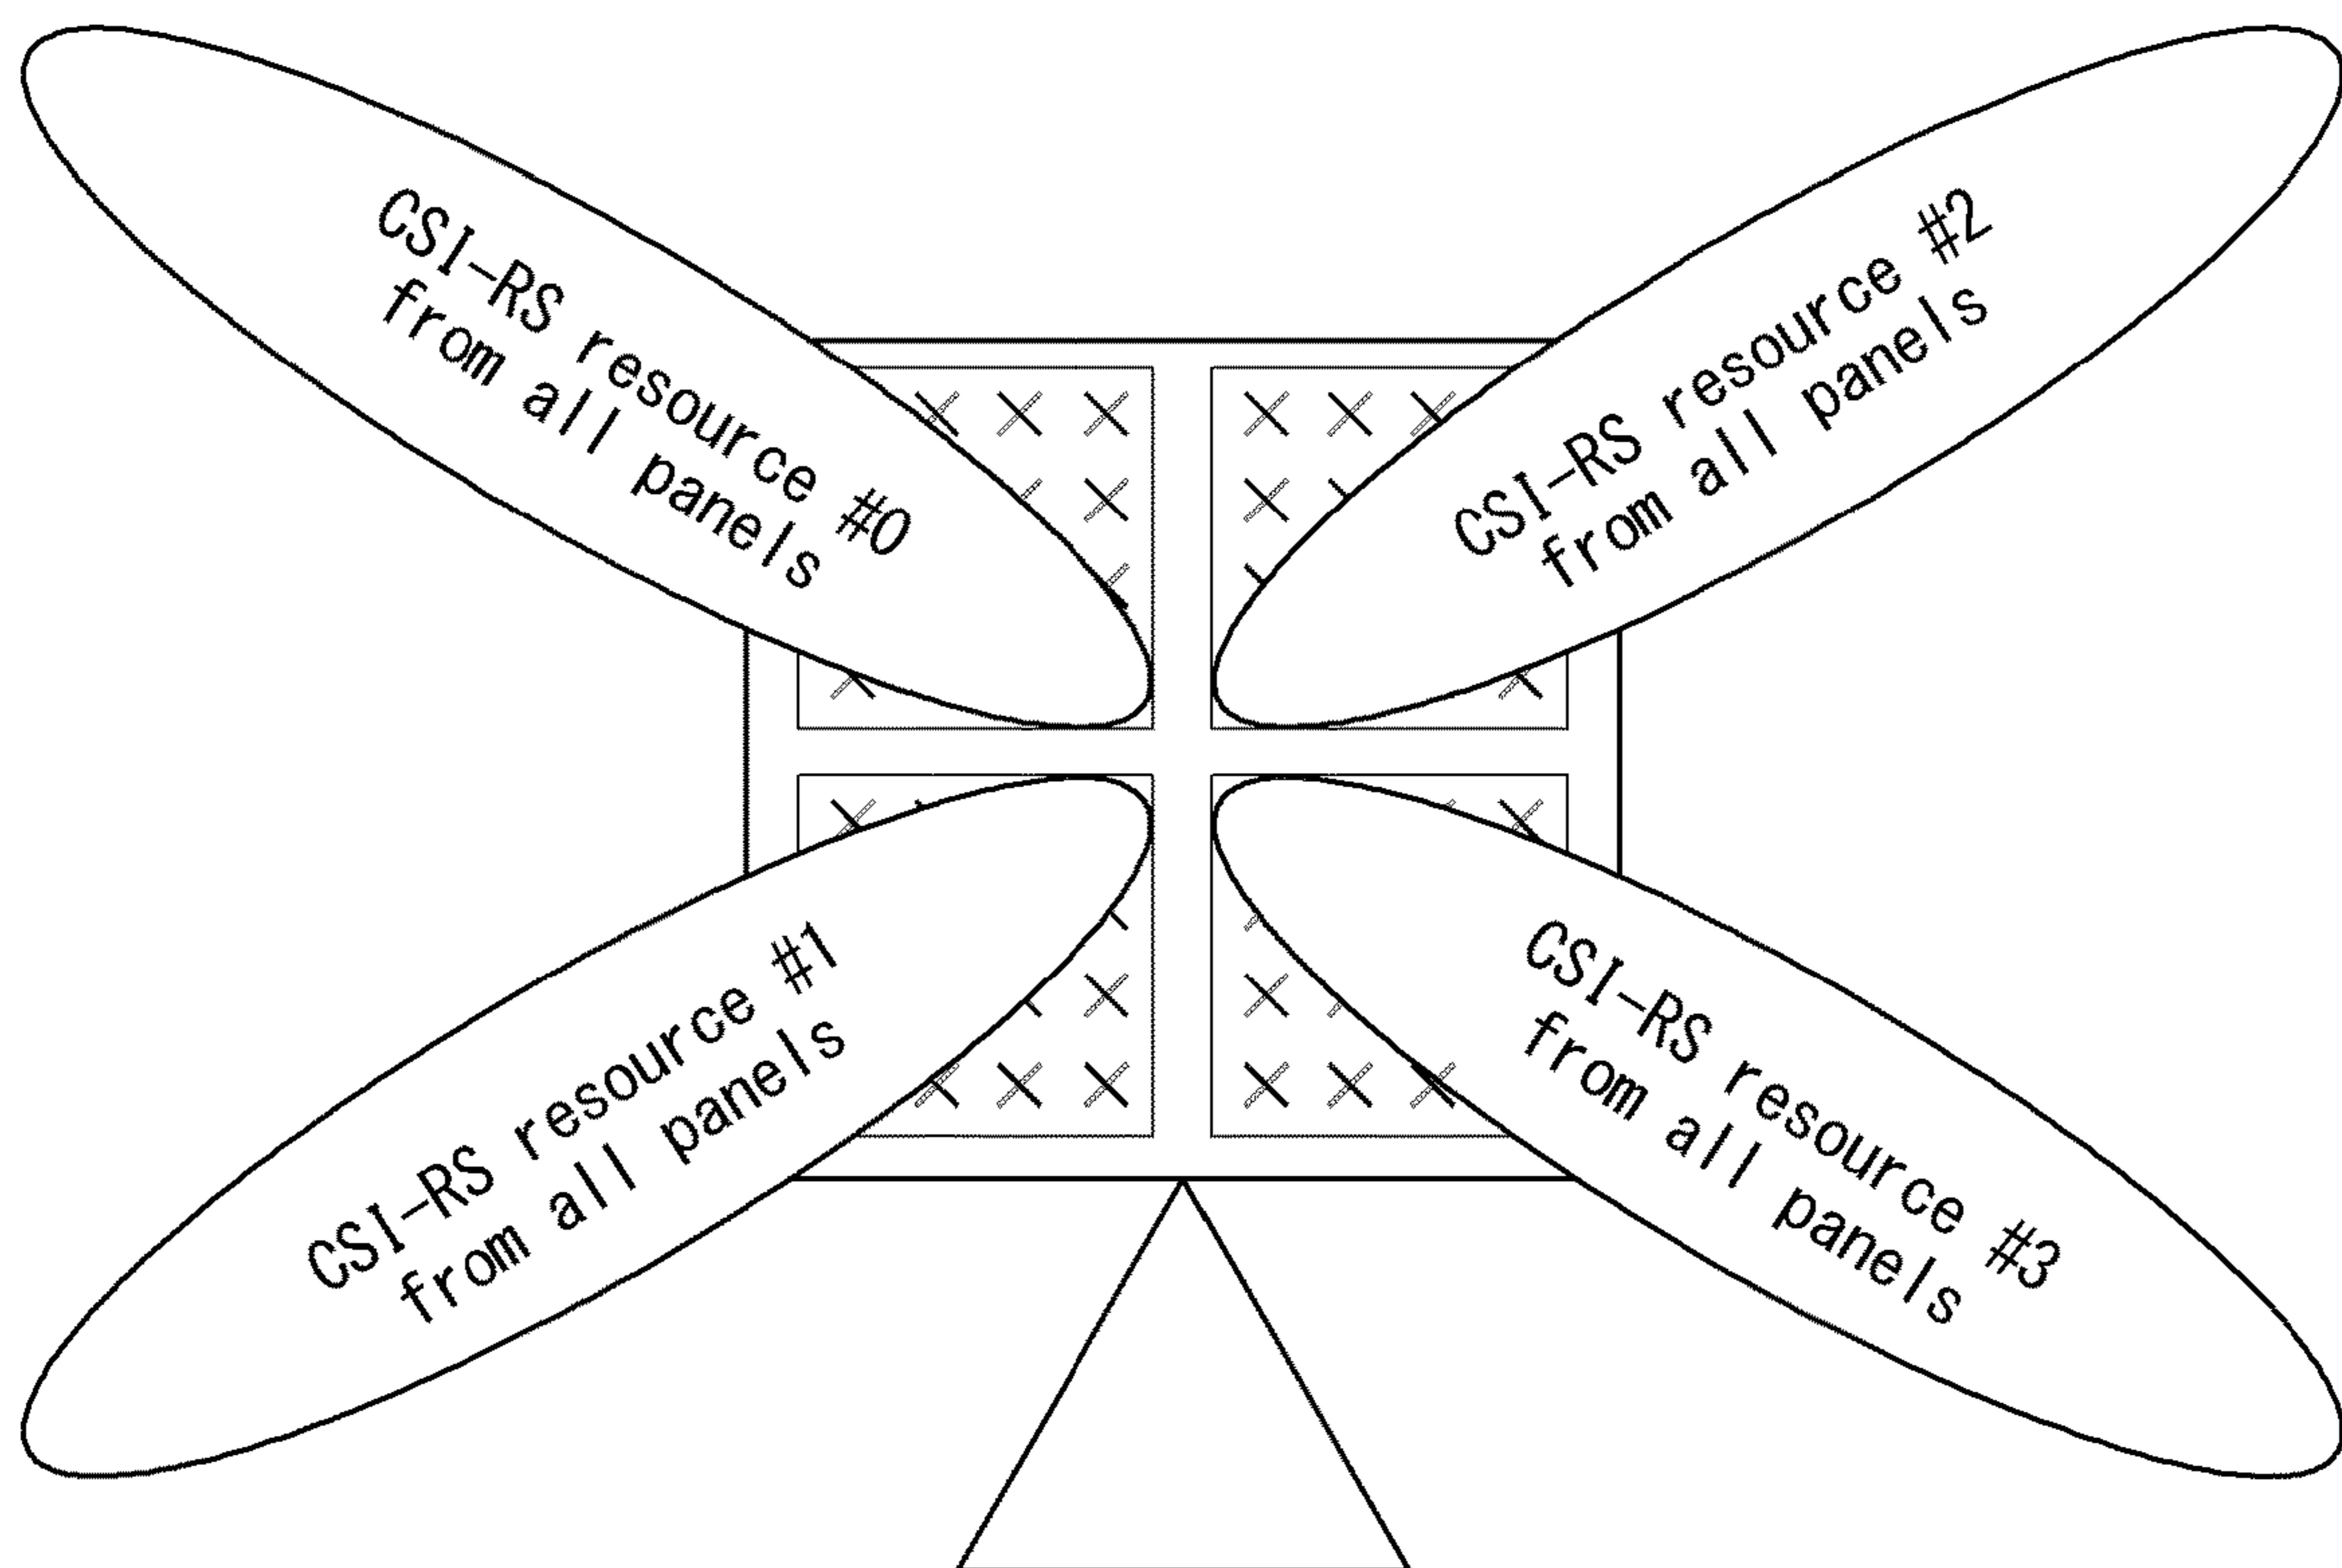 CSI-RS resource #0
from all panels
CSI-RS resource #2
from all panels
CSI-RS resource #1
from all panels
CSI-RS resource #3
from all panels